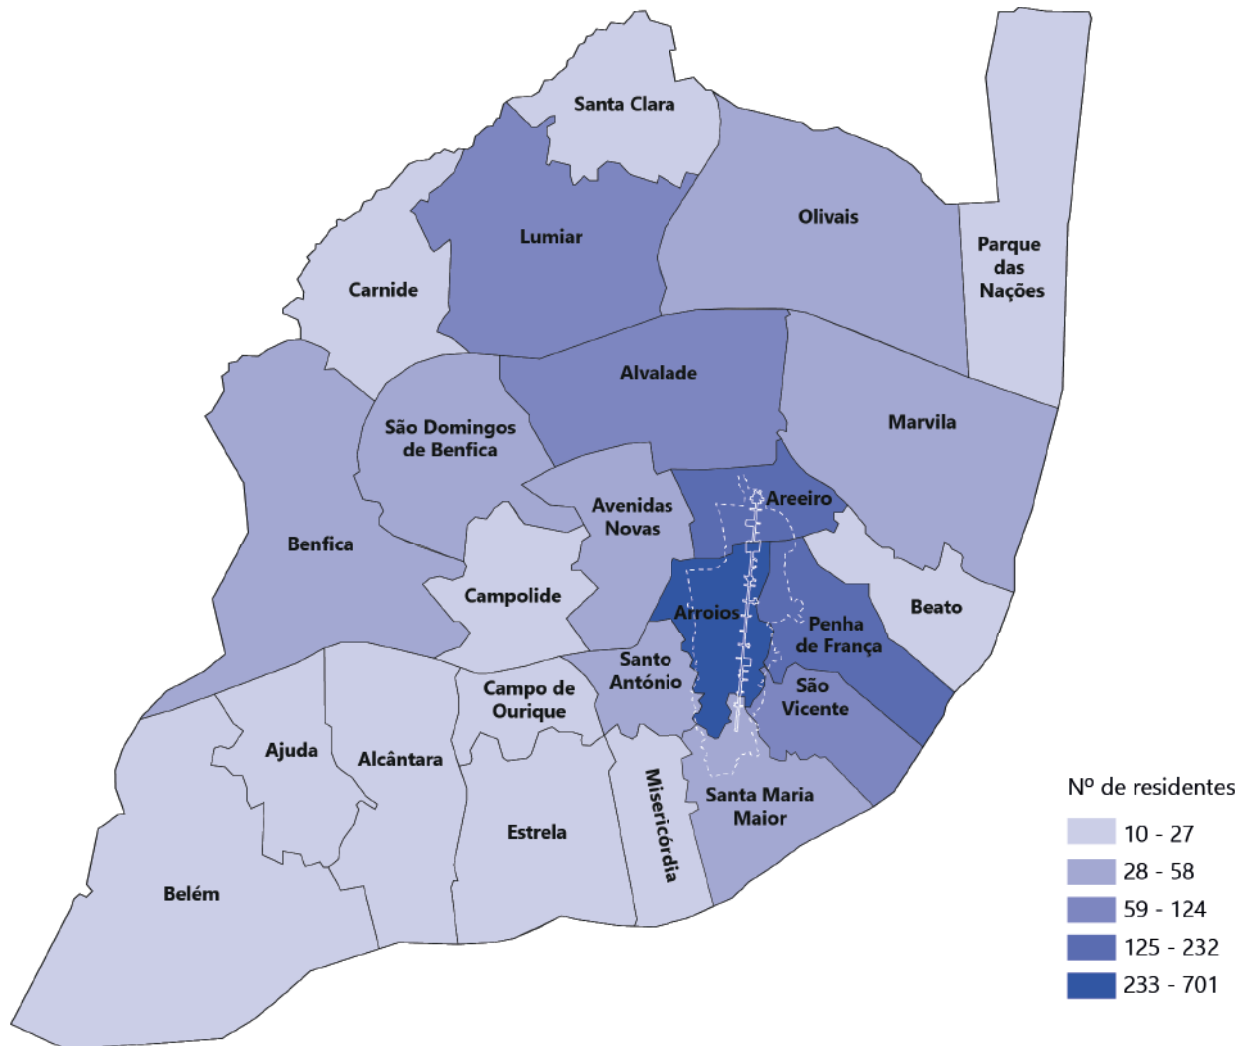 Santa Clara
Olivais
Lumiar
Parque
das
Nações
Carnide
Alvalade
Marvila
São Domingos
de Benfica
Areeiro
Avenidas
Novas
Benfica
Campolide
Arroios
Beato
Penha
de França
Santo
António
São
Vicente
Campo de
Ourique
Ajuda
Alcântara
Misericórdia
Santa Maria
Maior
Estrela
Belém
Nº de residentes
10 - 27
28 - 58
59 - 124
125 - 232
233 - 701